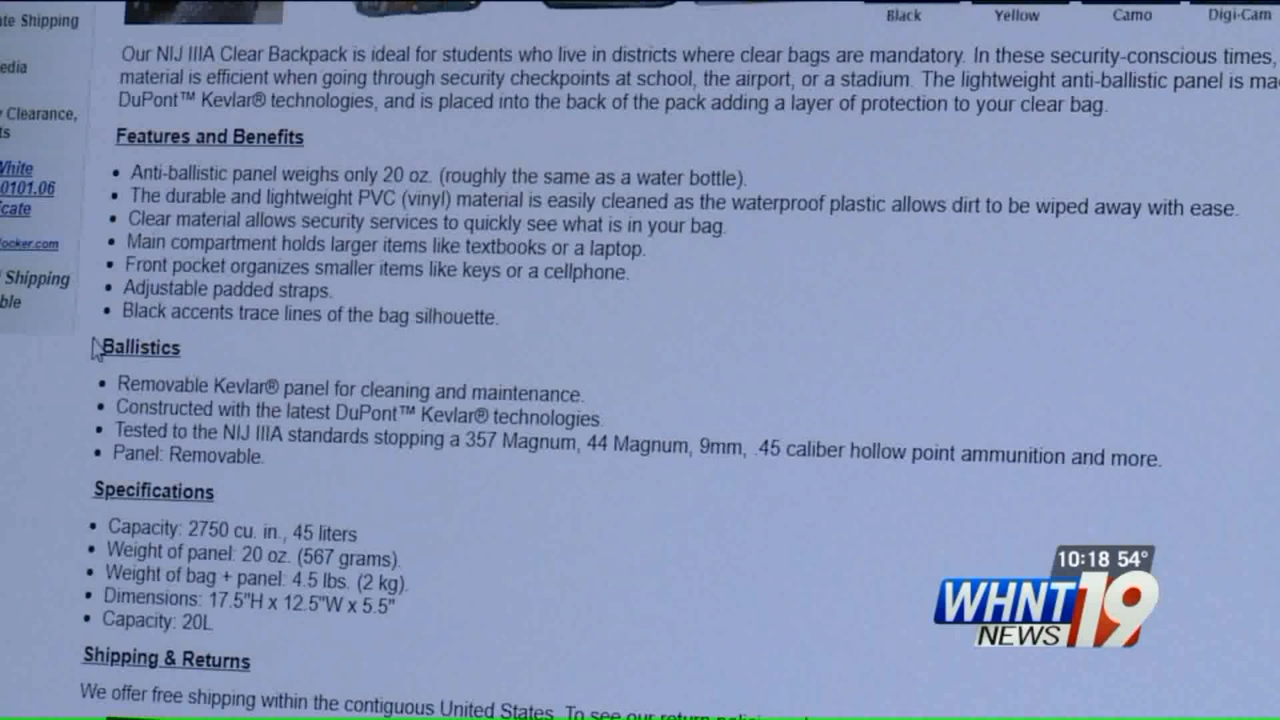 Black Yellow Camo Digi-Cam
Shipping
Clearance,
White
0101.06
Shipping
Our NIJ IIIA Clear Backpack is ideal for students who live in districts where clear bags are mandatory. In these security-conscious times,
material is efficient when going through security checkpoints at school, the airport, or a stadium. The lightweight anti-ballistic panel is
DuPont™ Kevlar® technologies, and is placed into the back of the pack adding a layer of protection to your clear bag.
Features and Benefits
• Anti-ballistic panel weighs only 20 oz. (roughly the same as a water bottle).
• The durable and lightweight PVC (vinyl) material is easily cleaned as the waterproof plastic allows dirt to be wiped away with ease.
• Clear material allows security services to quickly see what is in your bag.
• Main compartment holds larger items like textbooks or a laptop.
• Front pocket organizes smaller items like keys or a cellphone.
• Adjustable padded straps.
• Black accents trace lines of the bag silhouette.
Ballistics
• Removable Kevlar® panel for cleaning and maintenance.
• Constructed with the latest DuPont™ Kevlar® technologies.
• Tested to the NIJ IIIA standards stopping a 357 Magnum, 44 Magnum, 9mm, .45 caliber hollow point ammunition and more.
• Panel: Removable.
Specifications
• Capacity: 2750 cu. in., 45 liters
• Weight of panel: 20 oz. (567 grams).
• Weight of bag + panel: 4.5 lbs. (2 kg).
• Dimensions: 17.5"H x 12.5"W x 5.5"
• Capacity: 20L
Shipping & Returns
We offer free shipping within the contiguous United States. To see our return
10:18 54°
WHNT 19
NEWS